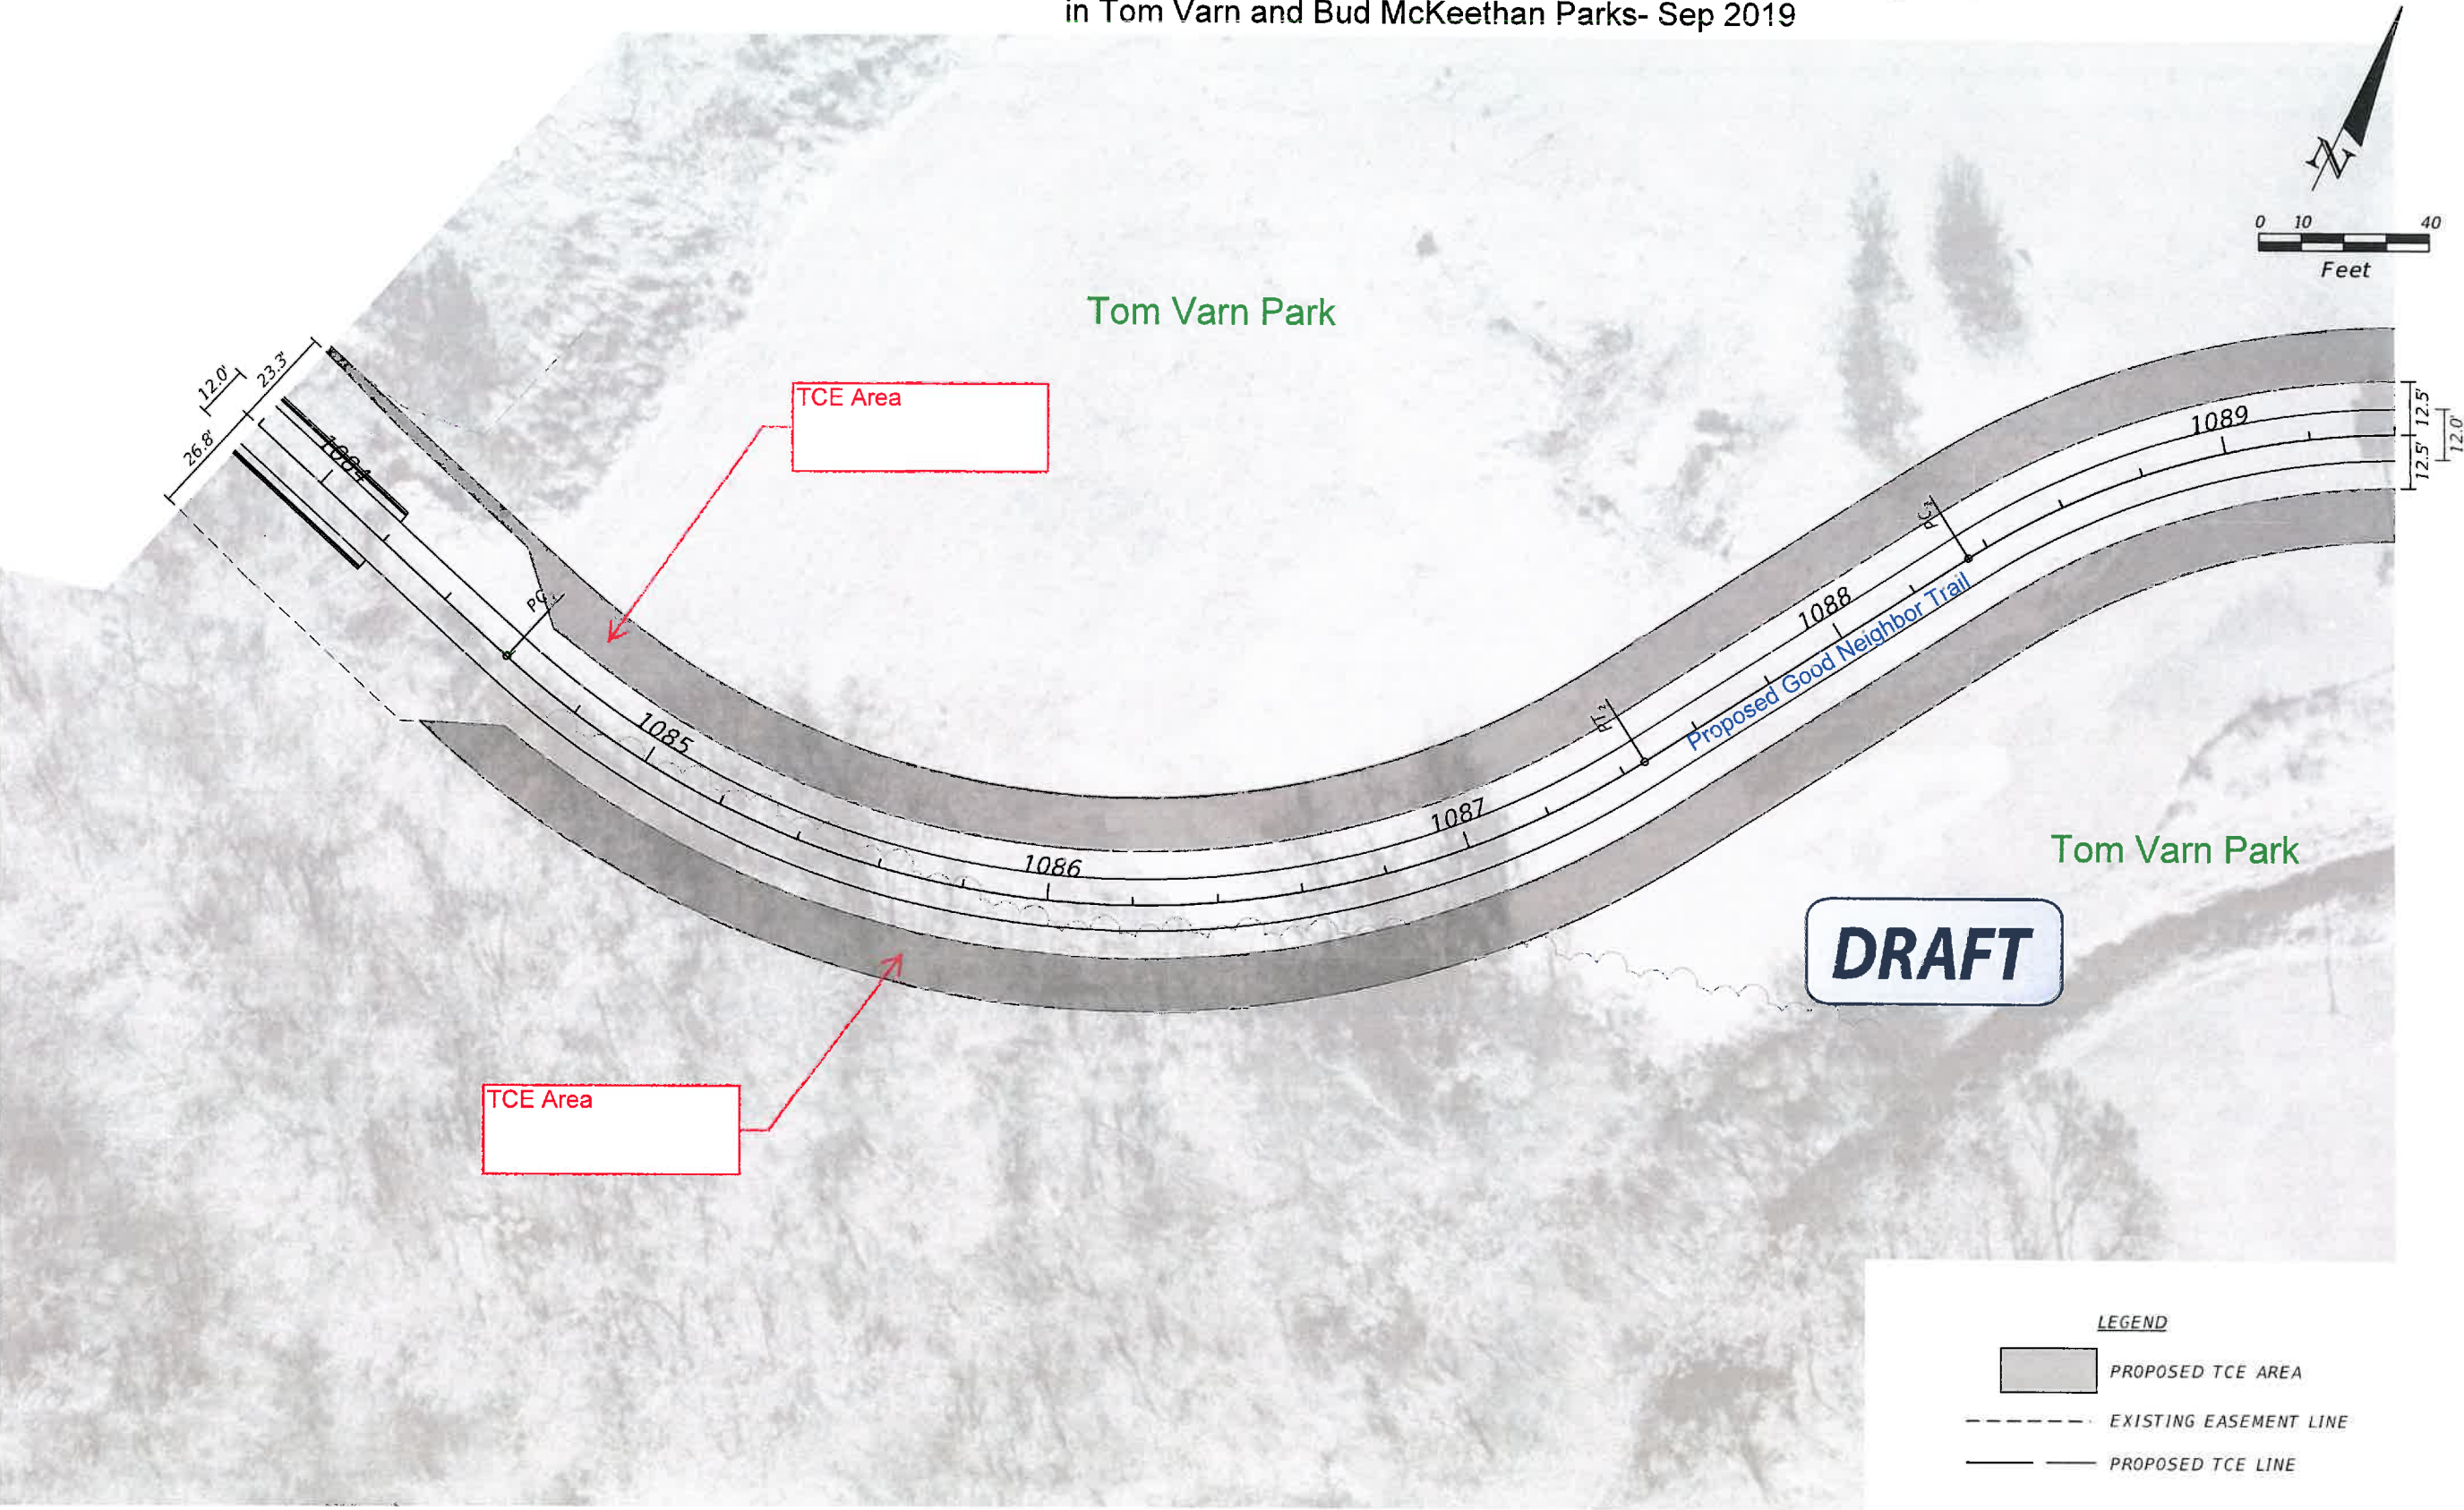 in Tom Varn and Bud McKeethan Parks- Sep 2019
N
0 10 40
Feet
Tom Varn Park
12.0'
23.3'
26.8'
TCE Area
1084
PC
1085
1086
1087
PT 2
1088
PC 3
1089
12.5'
12.5'
12.0'
Proposed Good Neighbor Trail
Tom Varn Park
DRAFT
TCE Area
LEGEND
PROPOSED TCE AREA
EXISTING EASEMENT LINE
PROPOSED TCE LINE